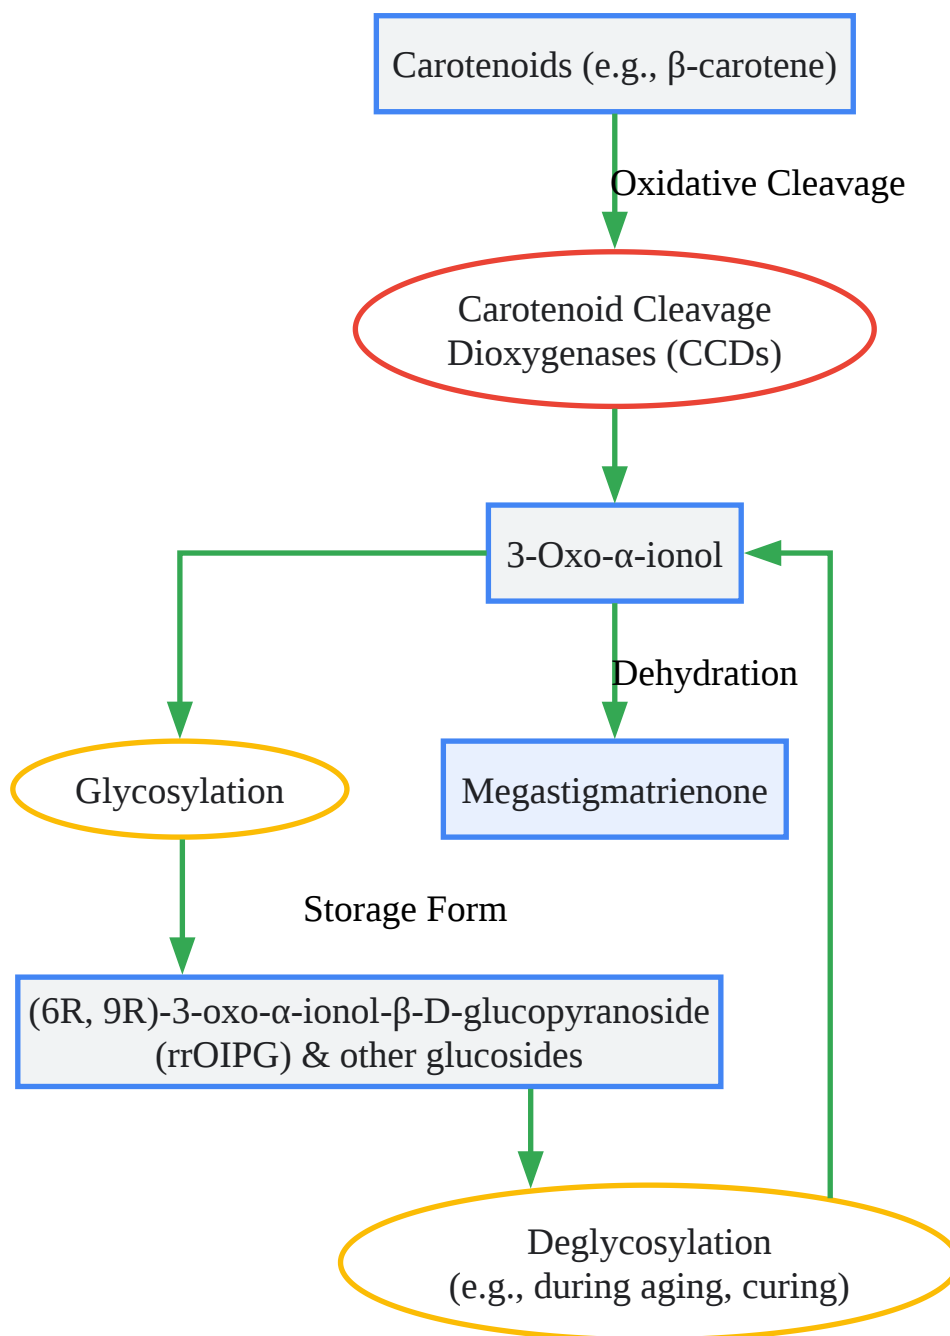 Carotenoids (e.g., β-carotene)
Oxidative Cleavage
Carotenoid Cleavage
Dioxygenases (CCDs)
3-Oxo-α-ionol
Dehydration
Glycosylation
Megastigmatrienone
Storage Form
(6R, 9R)-3-oxo-α-ionol-β-D-glucopyranoside
(rrOIPG) & other glucosides
Deglycosylation
(e.g., during aging, curing)